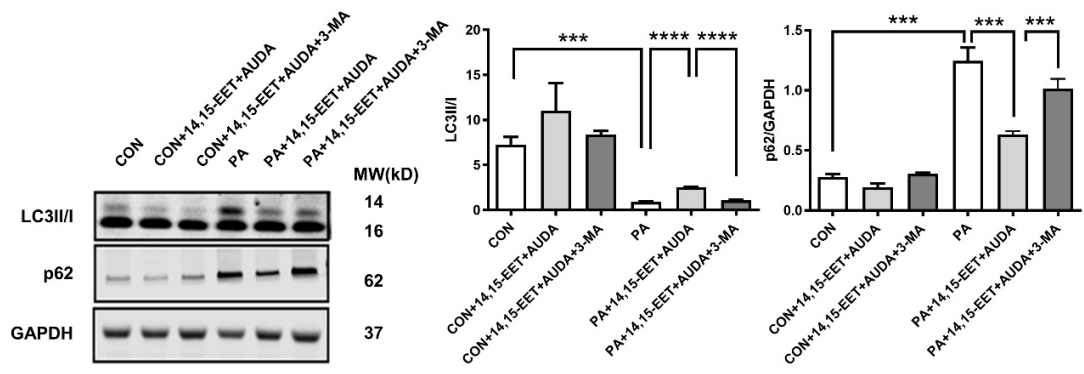 CON
CON+14,15-EET+AUDA
CON+14,15-EET+AUDA+3-MA
PA
PA+14,15-EET+AUDA
PA+14,15-EET+AUDA+3-MA
MW(kD)
LC3II/I
14
16
p62
62
GAPDH
37
LC3II/I
20
15
10
5
0
***
****
****
CON
CON+14,15-EET+AUDA
CON+14,15-EET+AUDA+3-MA
PA
PA+14,15-EET+AUDA
PA+14,15-EET+AUDA+3-MA
p62/GAPDH
1.5
1.0
0.5
0.0
***
***
***
CON
CON+14,15-EET+AUDA
CON+14,15-EET+AUDA+3-MA
PA
PA+14,15-EET+AUDA
PA+14,15-EET+AUDA+3-MA